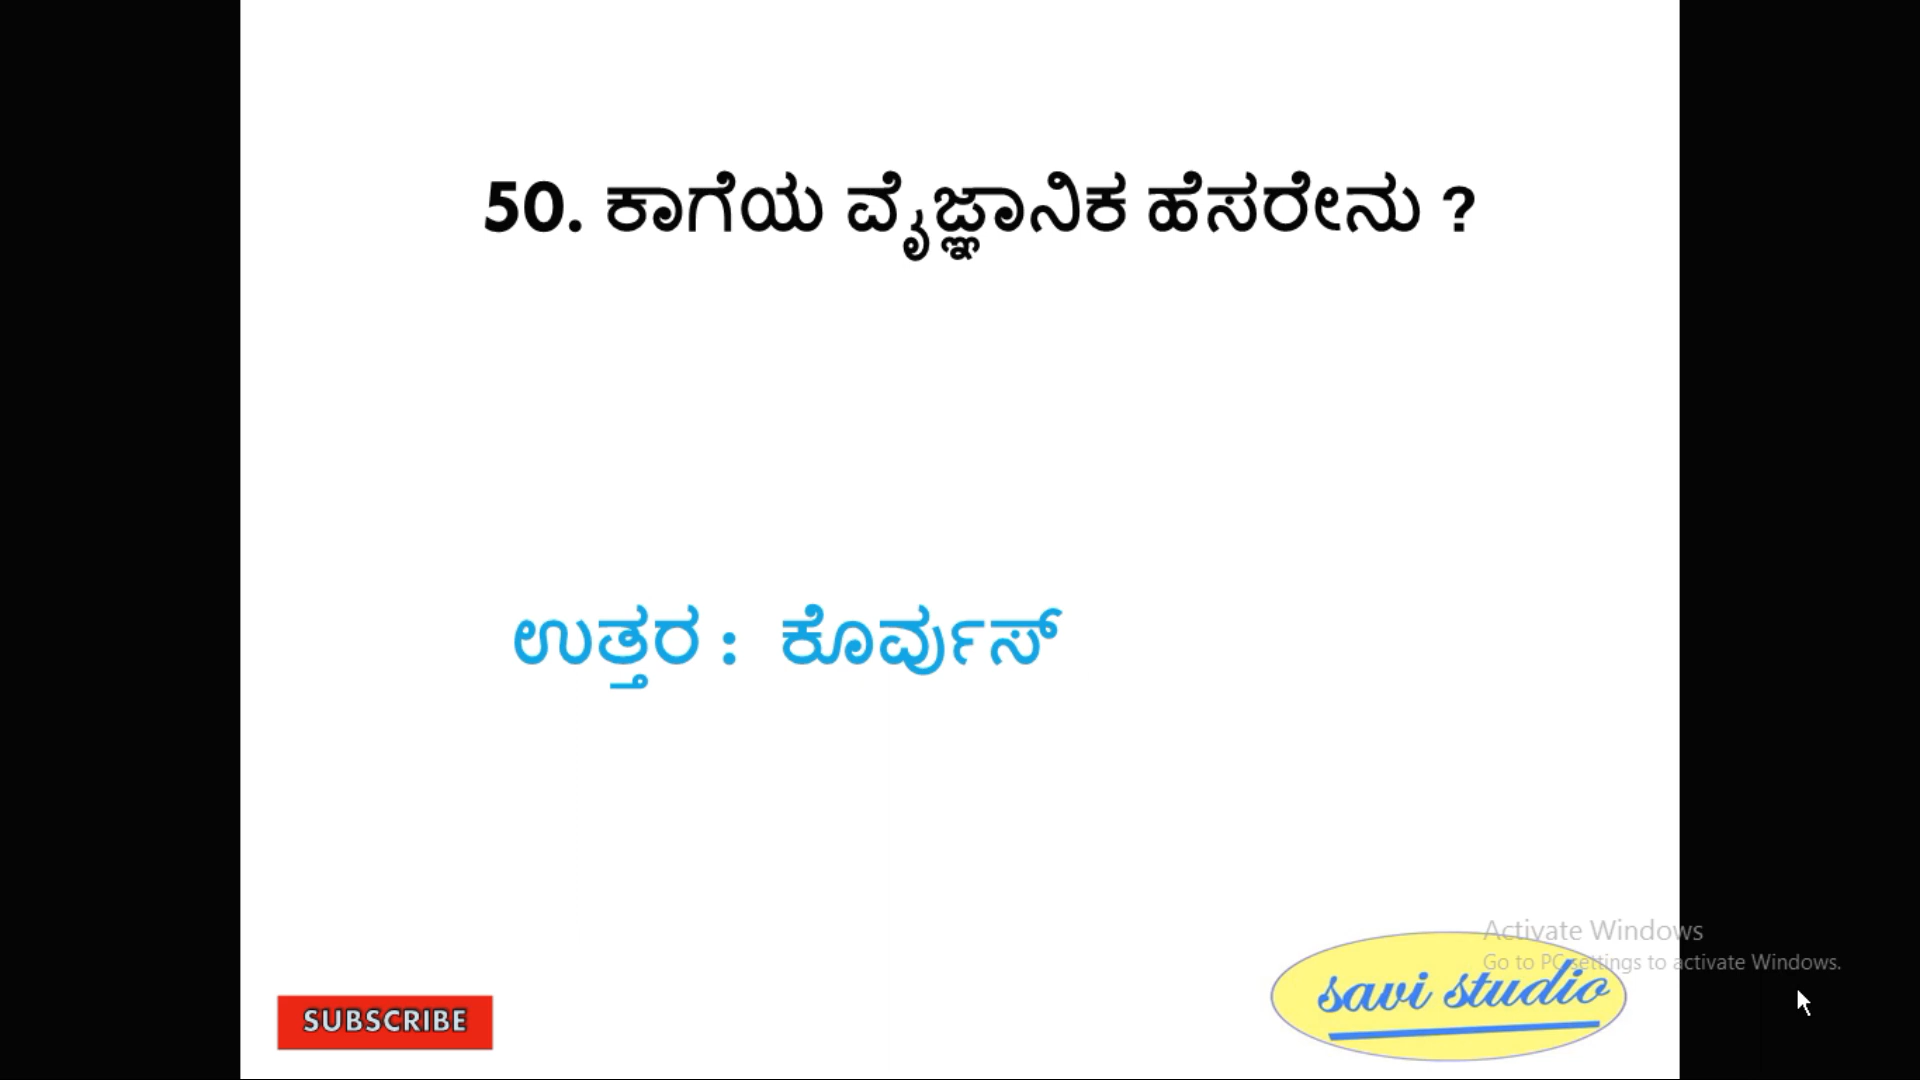 50. ಕಾಗೆಯ ವೈಜ್ಞಾನಿಕ ಹೆಸರೇನು ?
ಉತ್ತರ : ಕೊರ್ವುಸ್
Activate Windows
Go to PC settings to activate Windows.
savi studio
SUBSCRIBE